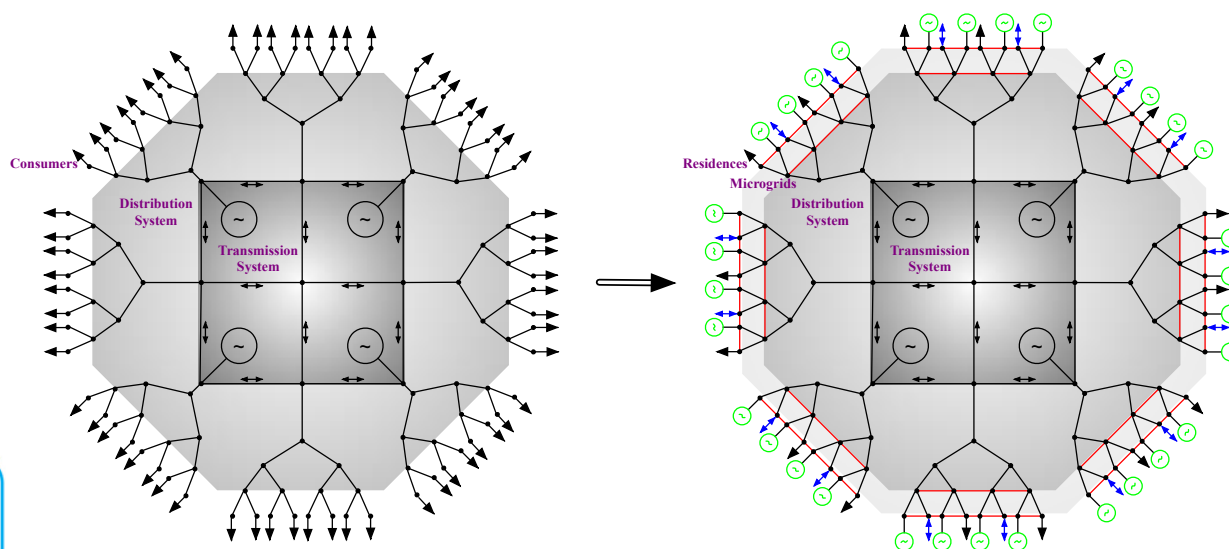 Consumers
Distribution
System
Transmission
System
Residences
Microgrids
Distribution
System
Transmission
System